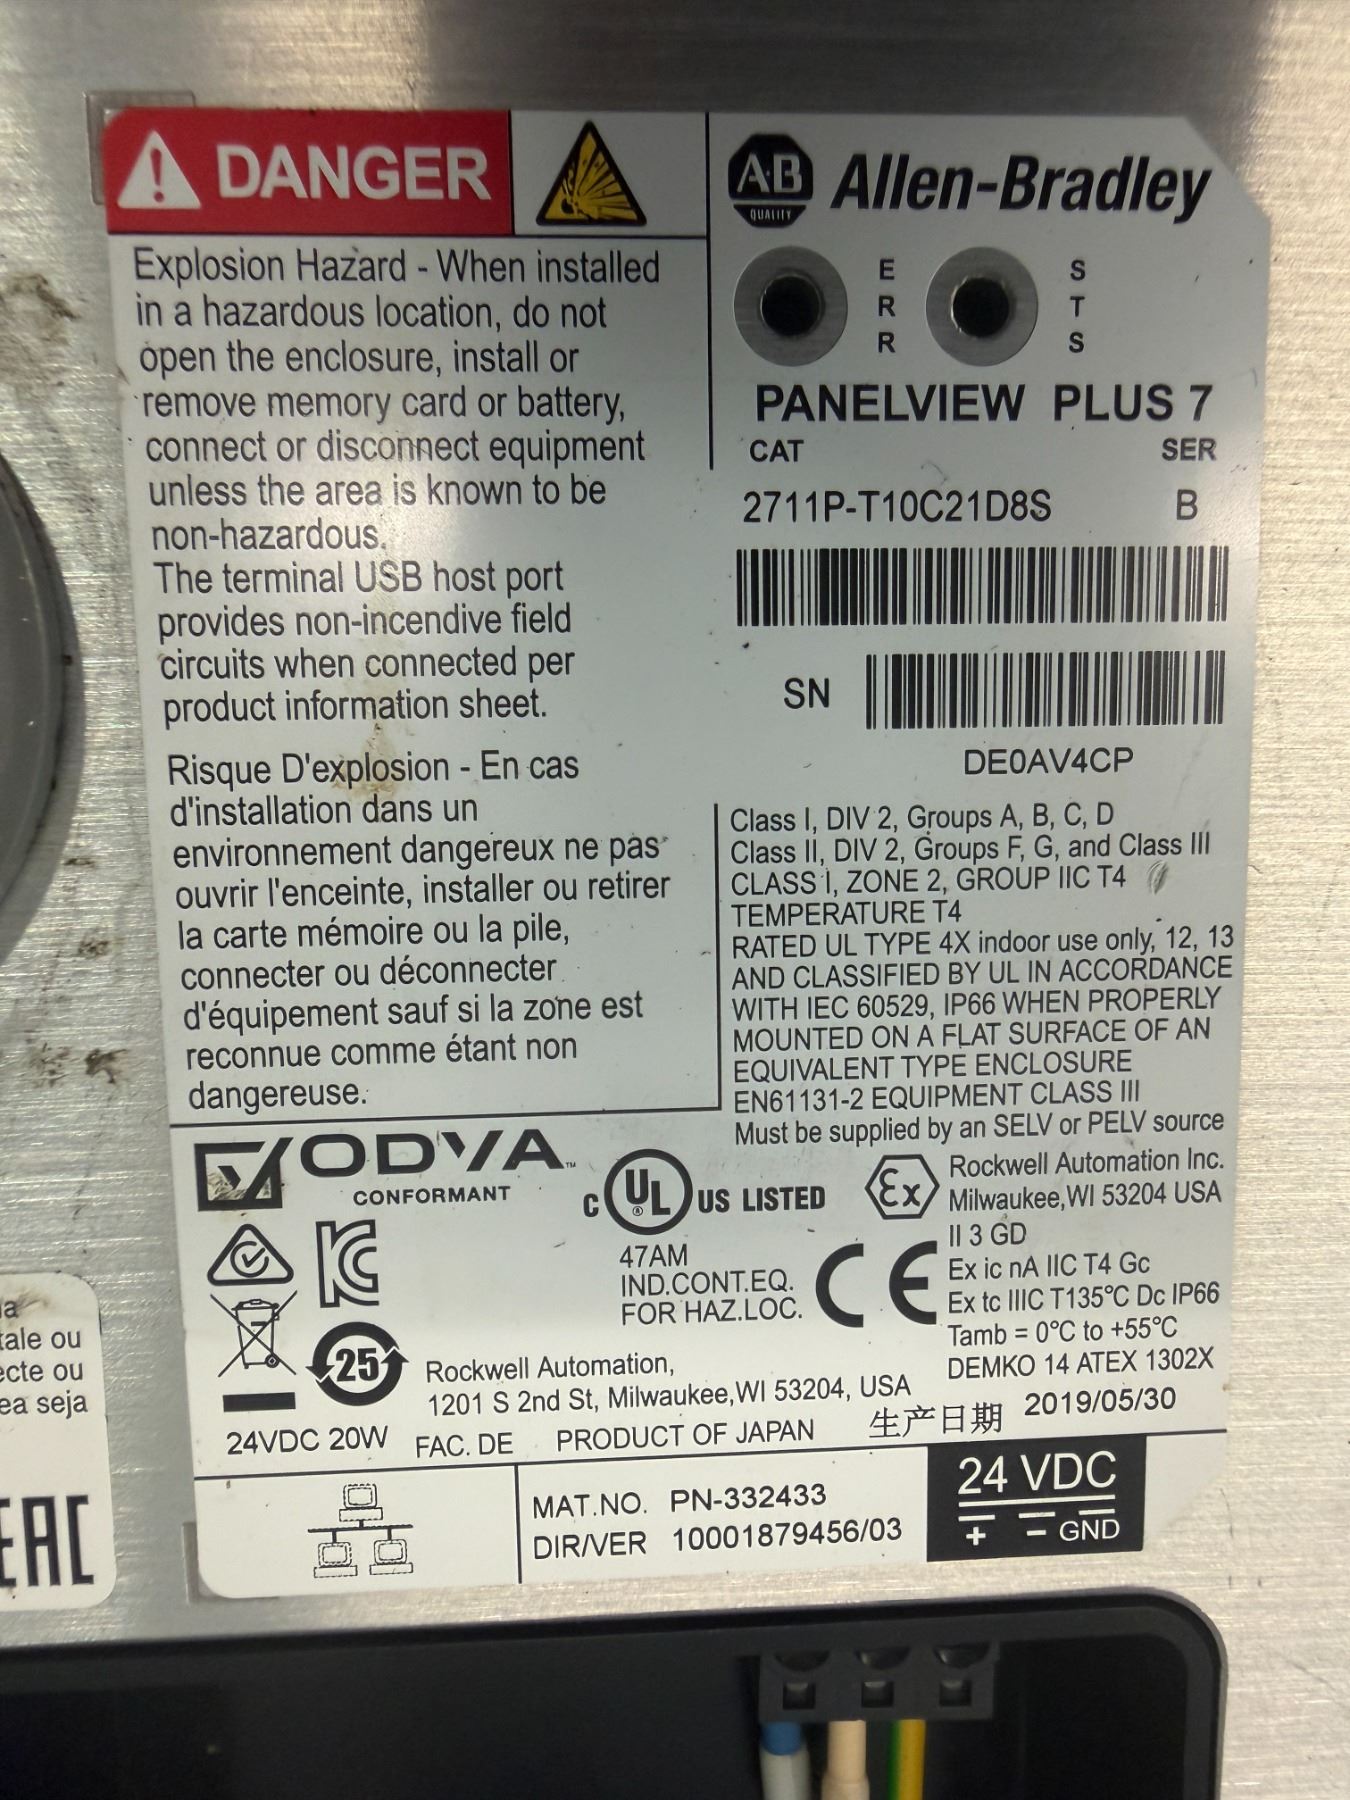 DANGER
Explosion Hazard - When installed
in a hazardous location, do not
open the enclosure, install or
remove memory card or battery,
connect or disconnect equipment
unless the area is known to be
non-hazardous.
The terminal USB host port
provides non-incendive field
circuits when connected per
product information sheet.
Risque D'explosion - En cas
d'installation dans un
environnement dangereux ne pas
ouvrir l'enceinte, installer ou retirer
la carte mémoire ou la pile,
connecter ou déconnecter
d'équipement sauf si la zone est
reconnue comme étant non
dangereuse.
A·B
QUALITY
Allen-Bradley
ERR
STS
PANELVIEW PLUS 7
CAT SER
2711P-T10C21D8S B
SN
DE0AV4CP
Class I, DIV 2, Groups A, B, C, D
Class II, DIV 2, Groups F, G, and Class III
CLASS I, ZONE 2, GROUP IIC T4
TEMPERATURE T4
RATED UL TYPE 4X indoor use only, 12, 13
AND CLASSIFIED BY UL IN ACCORDANCE
WITH IEC 60529, IP66 WHEN PROPERLY
MOUNTED ON A FLAT SURFACE OF AN
EQUIVALENT TYPE ENCLOSURE
EN61131-2 EQUIPMENT CLASS III
Must be supplied by an SELV or PELV source
ODVA™
CONFORMANT
C UL ® US LISTED
47AM
IND.CONT.EQ.
FOR HAZ.LOC.
CE
Ex
Rockwell Automation Inc.
Milwaukee,WI 53204 USA
II 3 GD
Ex ic nA IIC T4 Gc
Ex tc IIIC T135°C Dc IP66
Tamb = 0°C to +55°C
DEMKO 14 ATEX 1302X
25
Rockwell Automation,
1201 S 2nd St, Milwaukee,WI 53204, USA
24VDC 20W FAC. DE PRODUCT OF JAPAN
生产日期 2019/05/30
MAT.NO. PN-332433
DIR/VER 10001879456/03
24 VDC
+ - GND
tale ou
ecte ou
ea seja
EAC